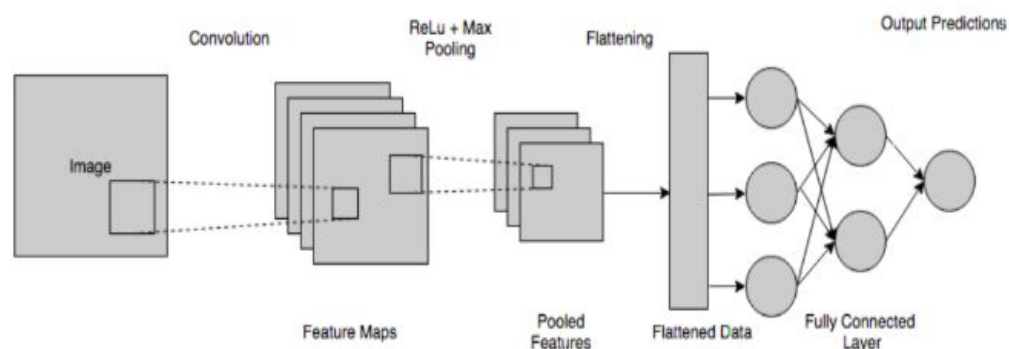 Convolution
ReLu + Max
Pooling
Flattening
Output Predictions
Image
Feature Maps
Pooled
Features
Flattened Data
Fully Connected
Layer